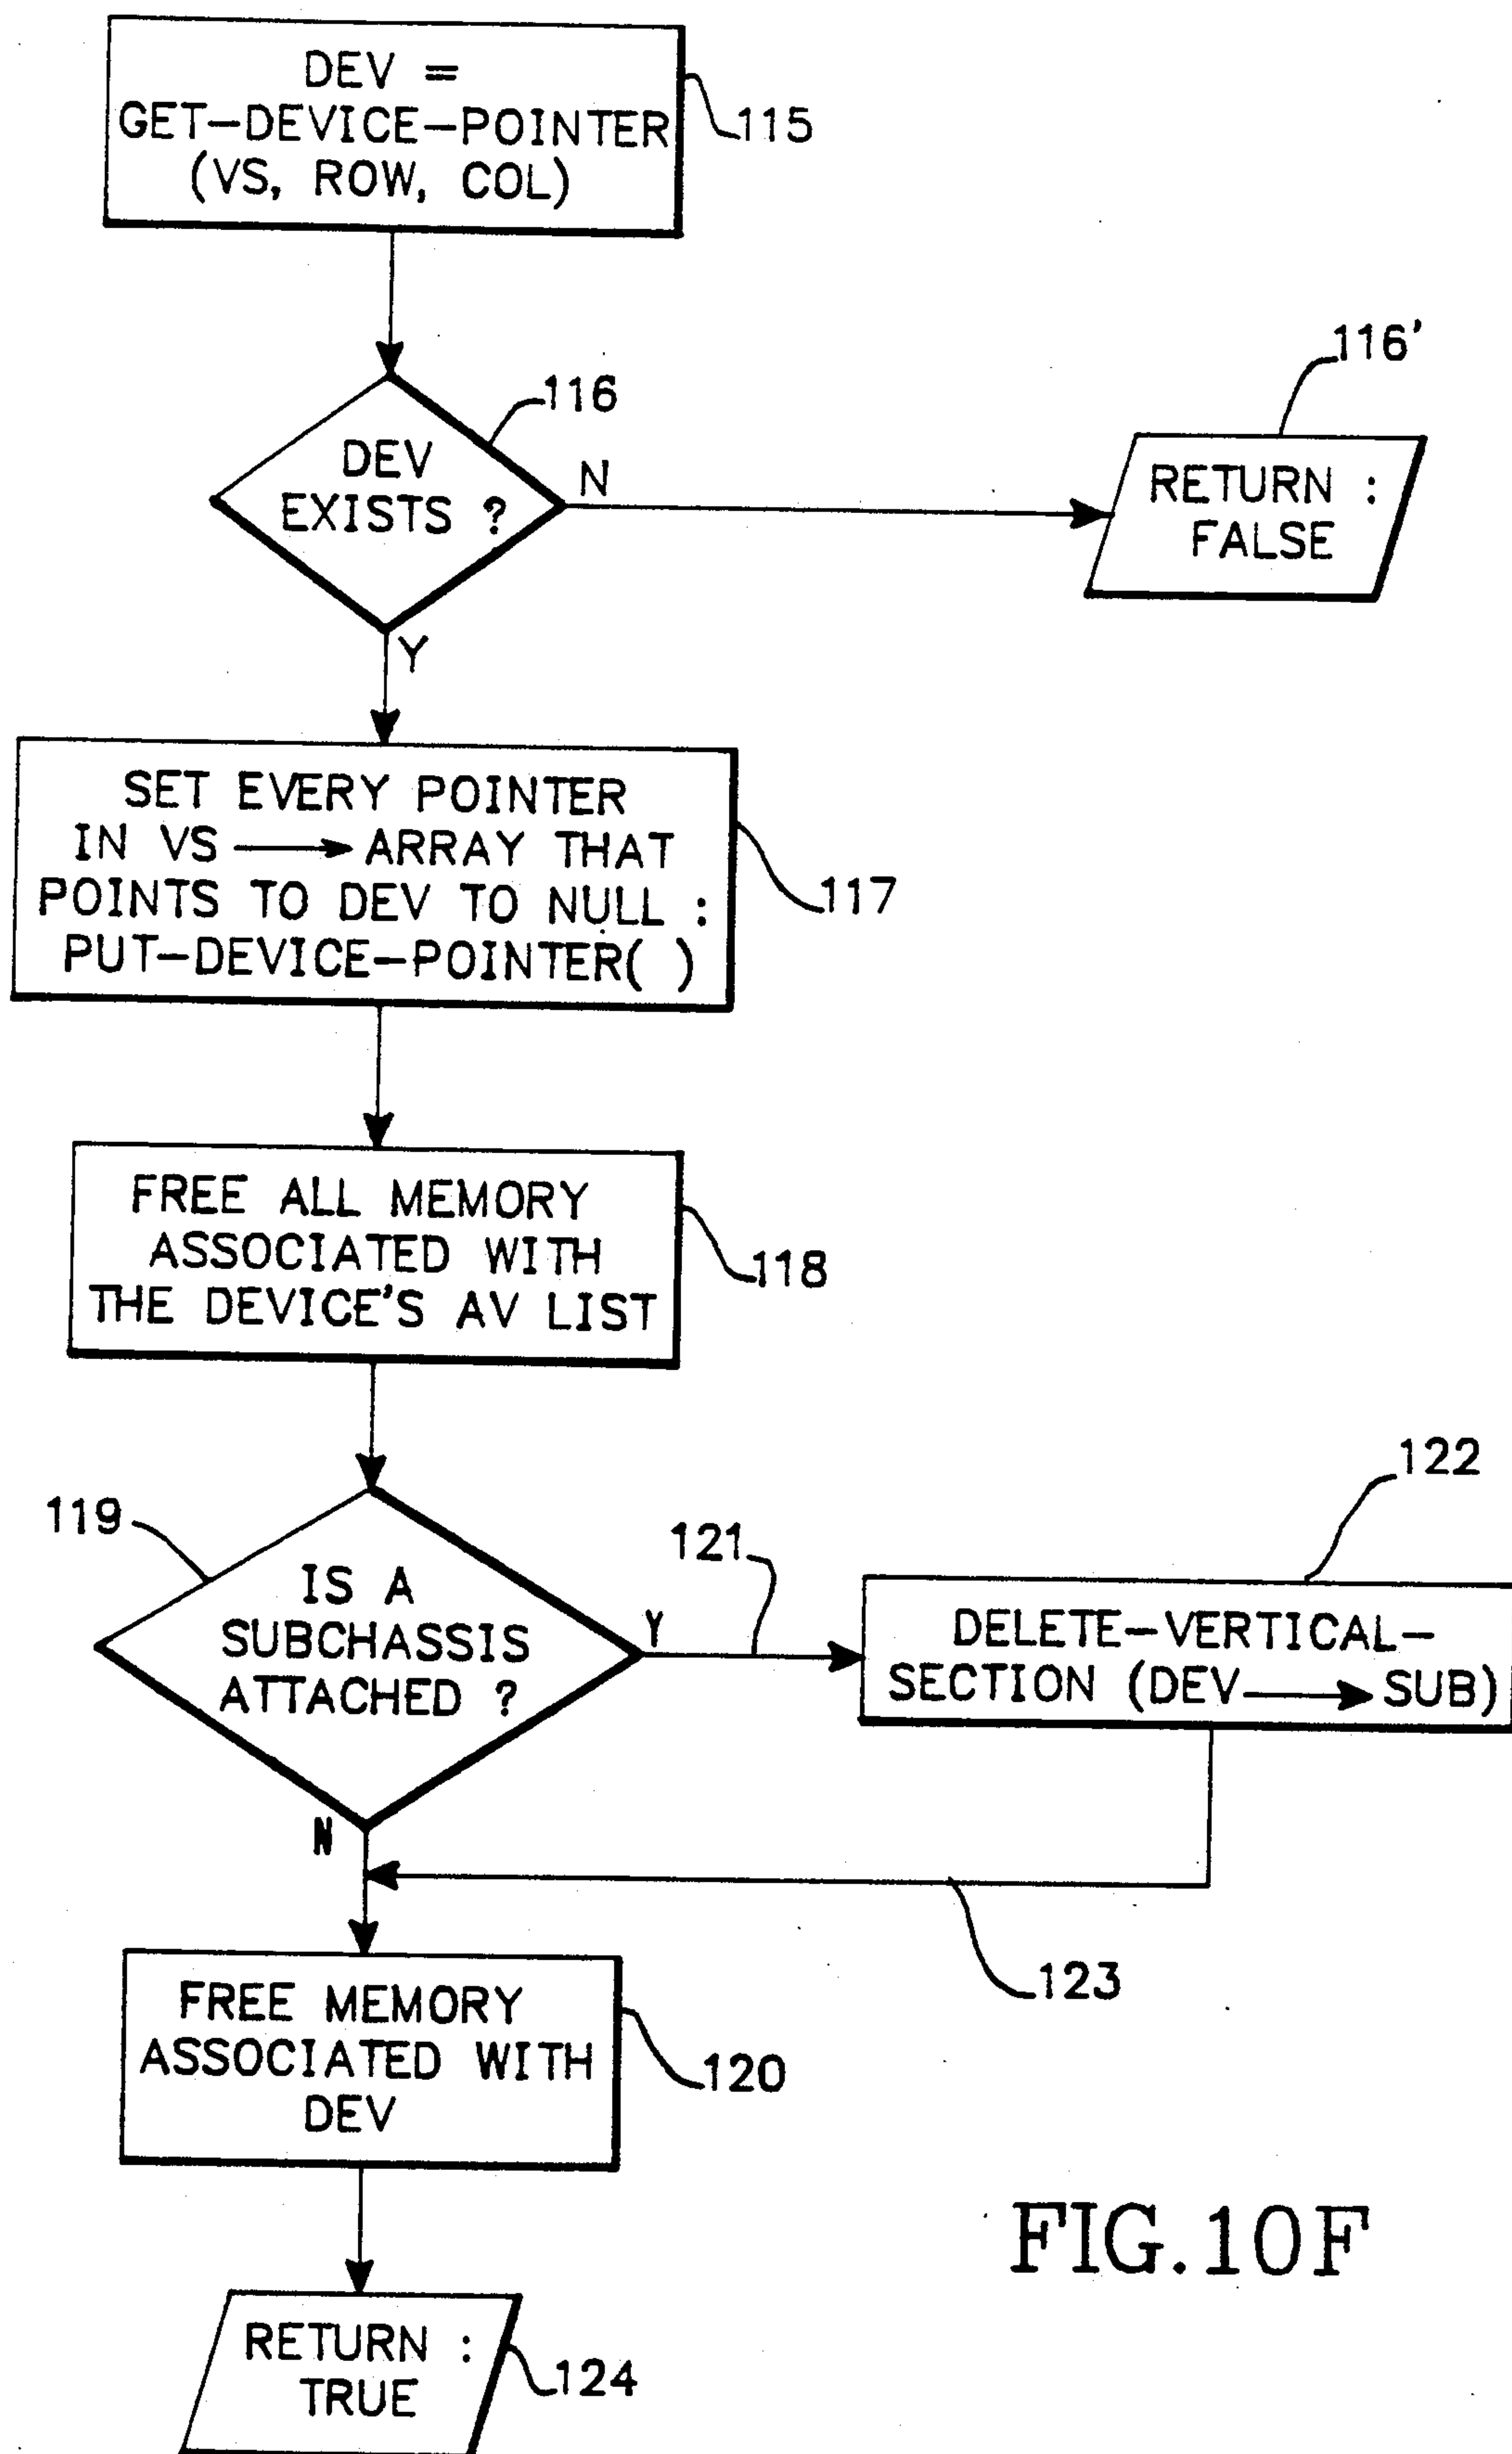 DEV =
GET-DEVICE-POINTER
(VS, ROW, COL)
115
116
116'
DEV
EXISTS ?
N
RETURN :
FALSE
Y
SET EVERY POINTER
IN VS → ARRAY THAT
POINTS TO DEV TO NULL :
PUT-DEVICE-POINTER( )
117
FREE ALL MEMORY
ASSOCIATED WITH
THE DEVICE'S AV LIST
118
119
IS A
SUBCHASSIS
ATTACHED ?
Y
121
122
DELETE-VERTICAL-
SECTION (DEV → SUB)
N
123
FREE MEMORY
ASSOCIATED WITH
DEV
120
RETURN :
TRUE
124
FIG. 10F